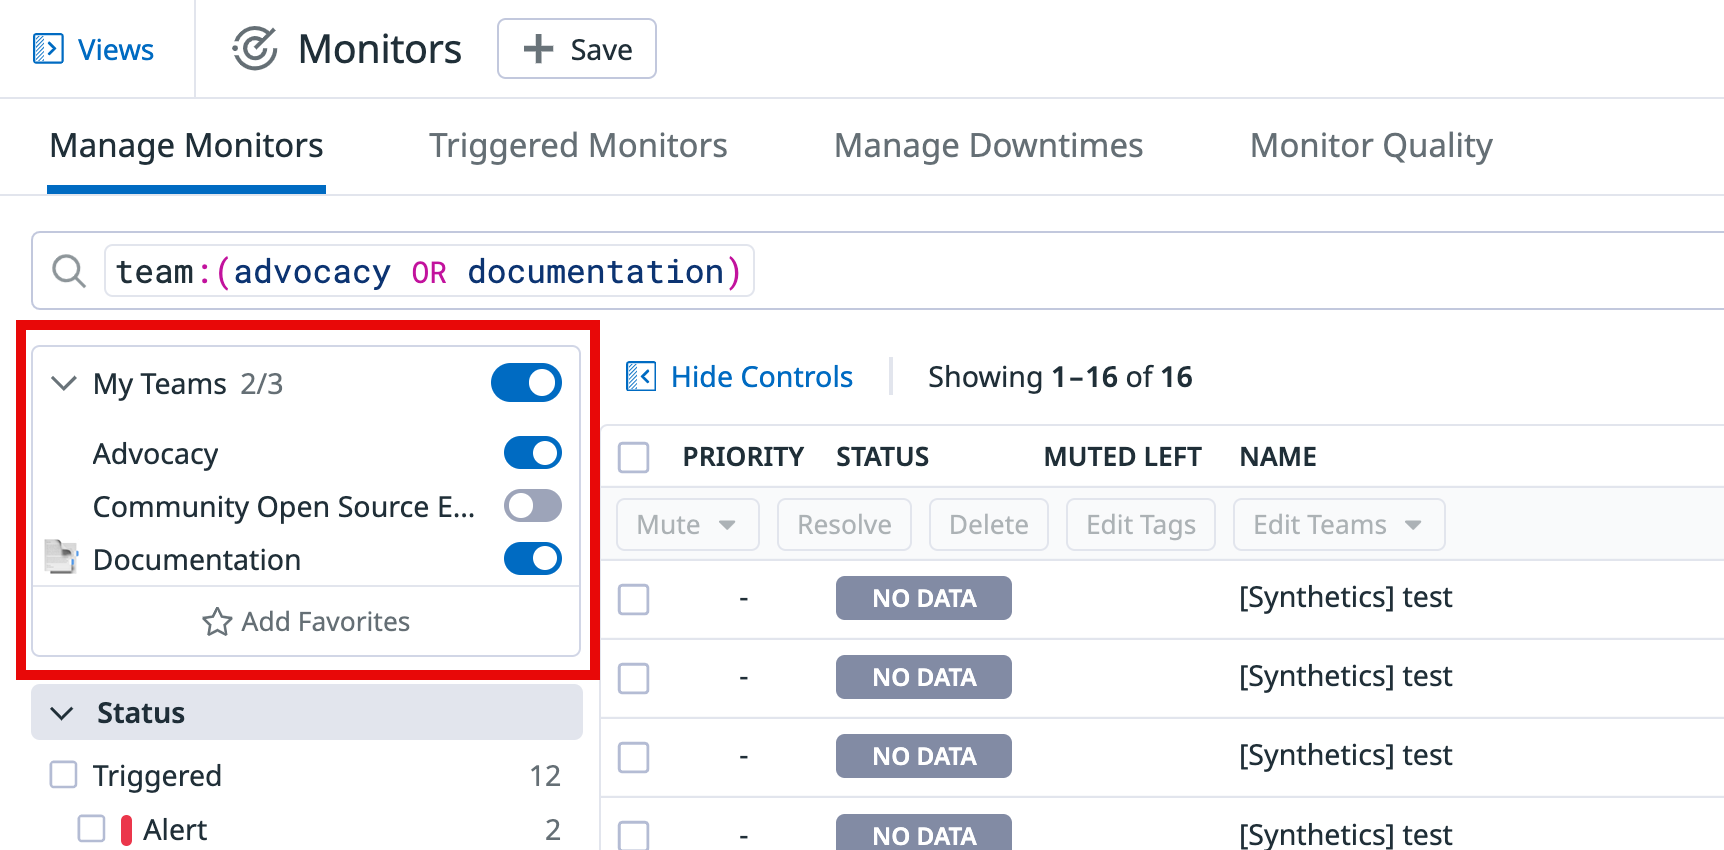 Views
Monitors
Save
Manage Monitors
Triggered Monitors
Manage Downtimes
Monitor Quality
team:(advocacy OR documentation)
My Teams 2/3
Advocacy
Community Open Source E...
Documentation
Add Favorites
Status
Triggered 12
Alert 2
Hide Controls
Showing 1–16 of 16
PRIORITY STATUS MUTED LEFT NAME
Mute Resolve Delete Edit Tags Edit Teams
- NO DATA [Synthetics] test
- NO DATA [Synthetics] test
- NO DATA [Synthetics] test
- NO DATA [Synthetics] test